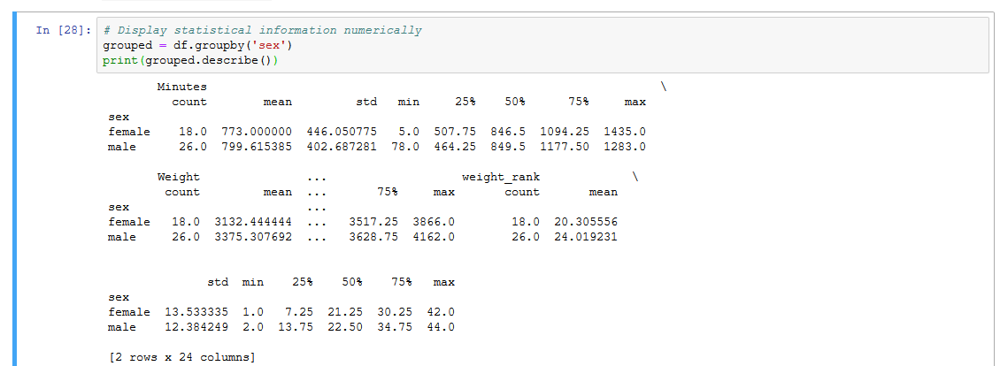 In [28]: # Display statistical information numerically
grouped = df.groupby('sex')
print(grouped.describe())
Minutes \
count mean std min 25% 50% 75% max
sex
female 18.0 773.000000 446.050775 5.0 507.75 846.5 1094.25 1435.0
male 26.0 799.615385 402.687281 78.0 464.25 849.5 1177.50 1283.0
Weight ... weight_rank \
count mean ... 75% max count mean
sex ...
female 18.0 3132.444444 ... 3517.25 3866.0 18.0 20.305556
male 26.0 3375.307692 ... 3628.75 4162.0 26.0 24.019231
std min 25% 50% 75% max
sex
female 13.533335 1.0 7.25 21.25 30.25 42.0
male 12.384249 2.0 13.75 22.50 34.75 44.0
[2 rows x 24 columns]